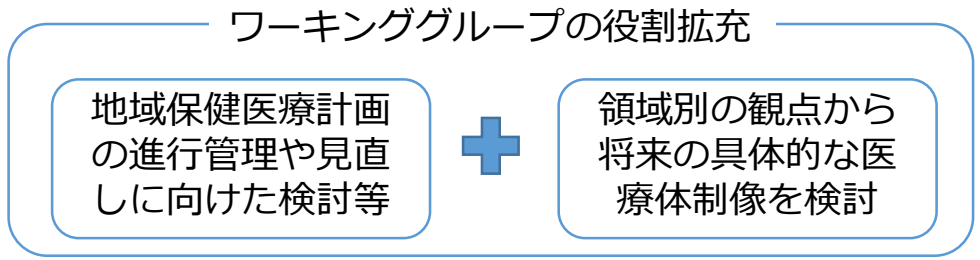 ワーキンググループの役割拡充
地域保健医療計画
の進行管理や見直
しに向けた検討等
領域別の観点から
将来の具体的な医
療体制像を検討